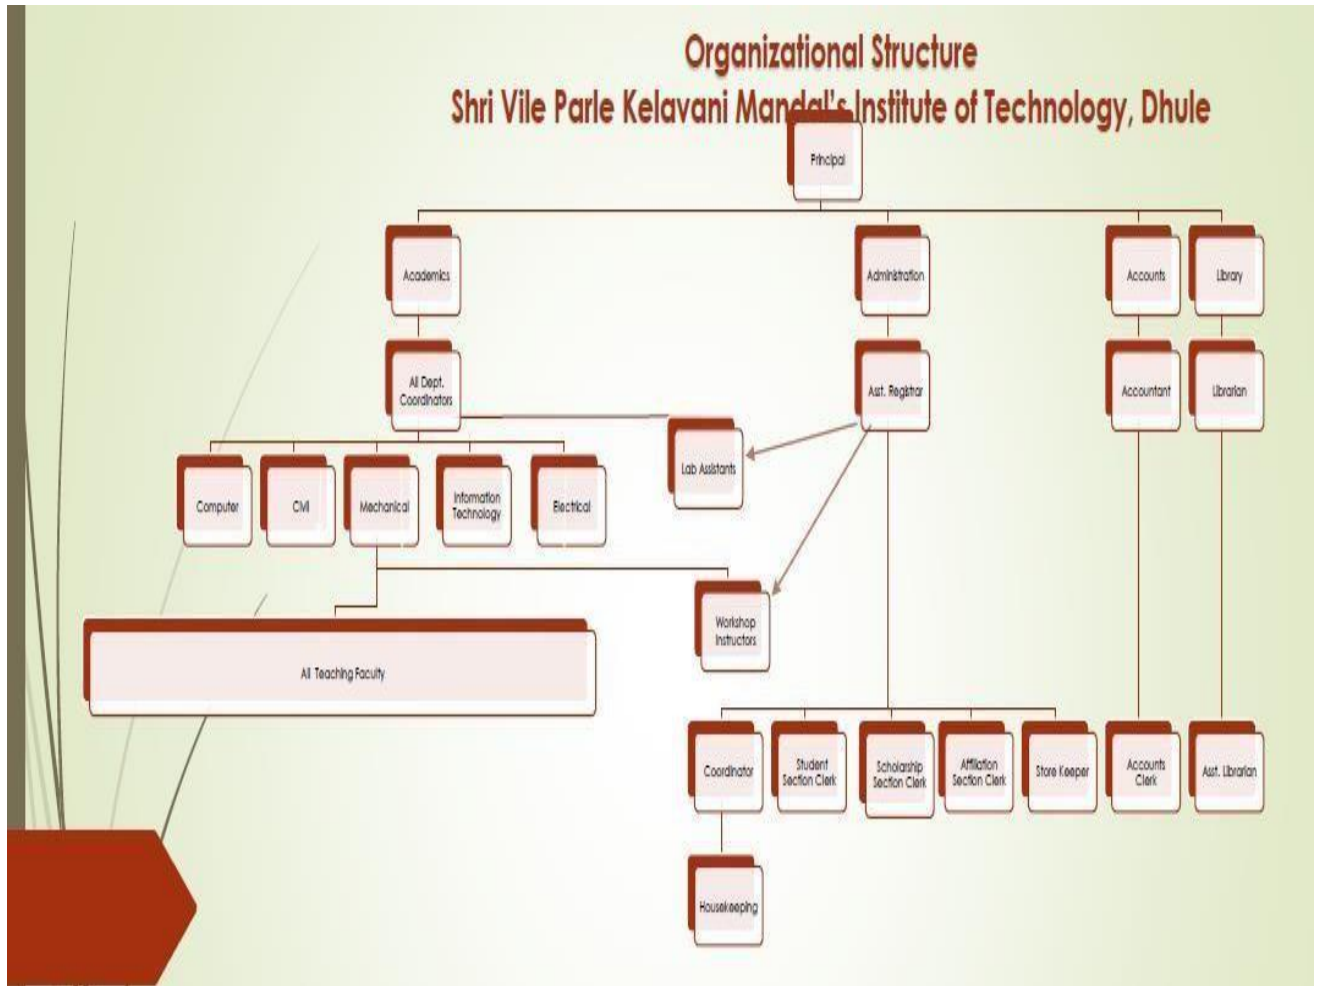 Organizational Structure
Shri Vile Parle Kelavani Mandal's Institute of Technology, Dhule
Principal
Academics
Administration
Accounts
Library
All Dept.
Coordinators
Asst. Registrar
Accountant
Librarian
Lab Assistants
Computer
Civil
Mechanical
Information
Technology
Electrical
Workshop
Instructors
All Teaching Faculty
Coordinator
Student
Section Clerk
Scholarship
Section Clerk
Affiliation
Section Clerk
Store Keeper
Accounts
Clerk
Asst. Librarian
Housekeeping